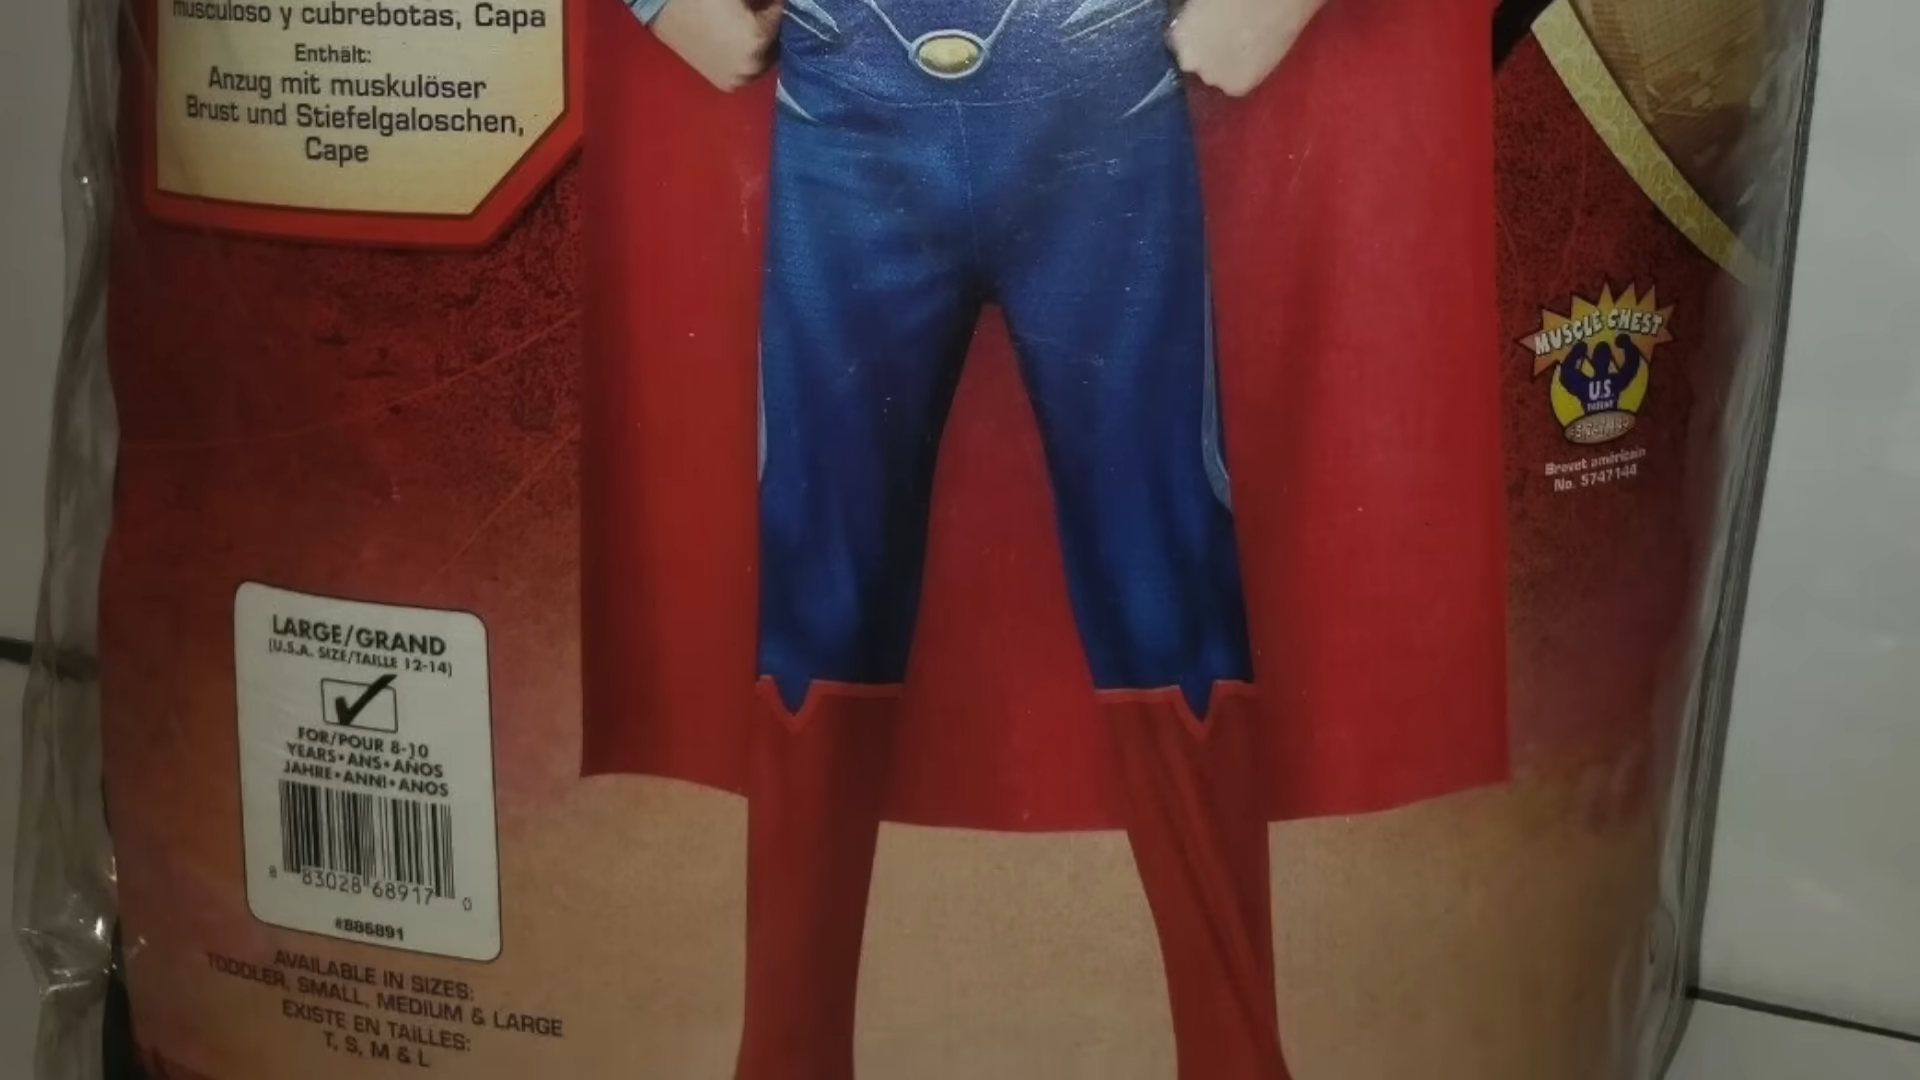 musculoso y cubrebotas, Capa
Enthält:
Anzug mit muskulöser
Brust und Stiefelgaloschen,
Cape
MUSCLE CHEST
U.S.
PATENT
Brevet américain
No. 5747144
LARGE/GRAND
(U.S.A. SIZE/TAILLE 12-14)
FOR/POUR 8-10
YEARS•ANS•AÑOS
JAHRE•ANNI•ANOS
8 83028 68917 0
#886891
AVAILABLE IN SIZES:
TODDLER, SMALL, MEDIUM & LARGE
EXISTE EN TAILLES:
T, S, M & L